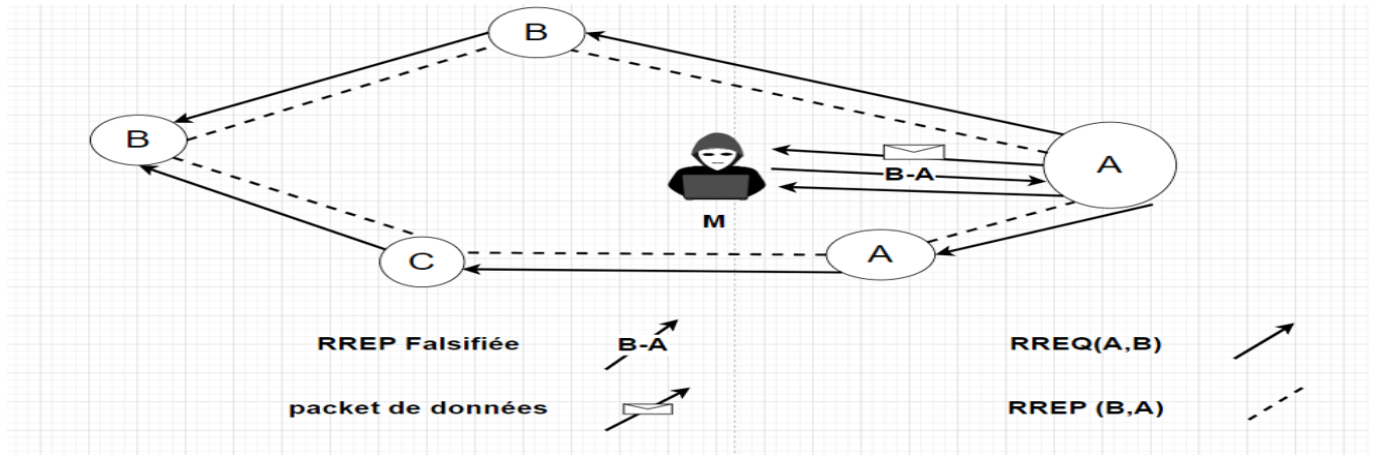 B
B
A
B-A
M
A
C
RREP Falsifiée B-A RREQ(A,B)
packet de données RREP (B,A)